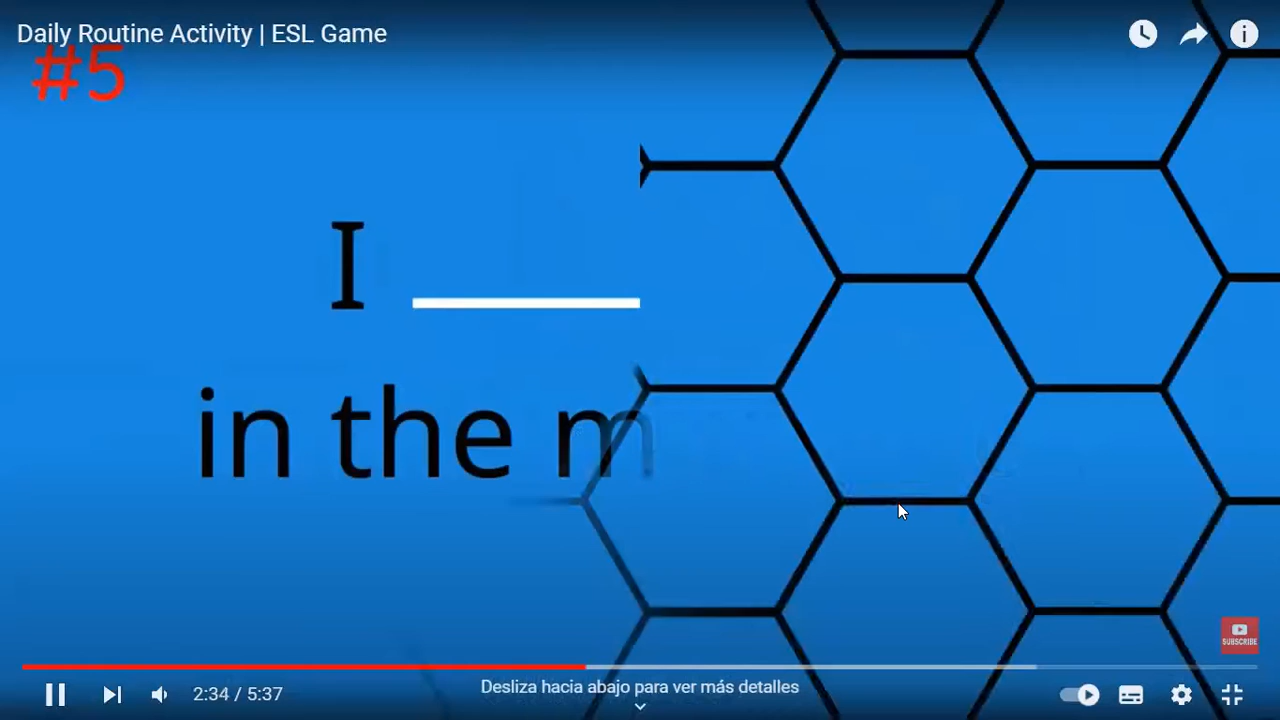 Daily Routine Activity | ESL Game
#5
I
in the m
SUBSCRIBE
2:34 / 5:37
Desliza hacia abajo para ver más detalles